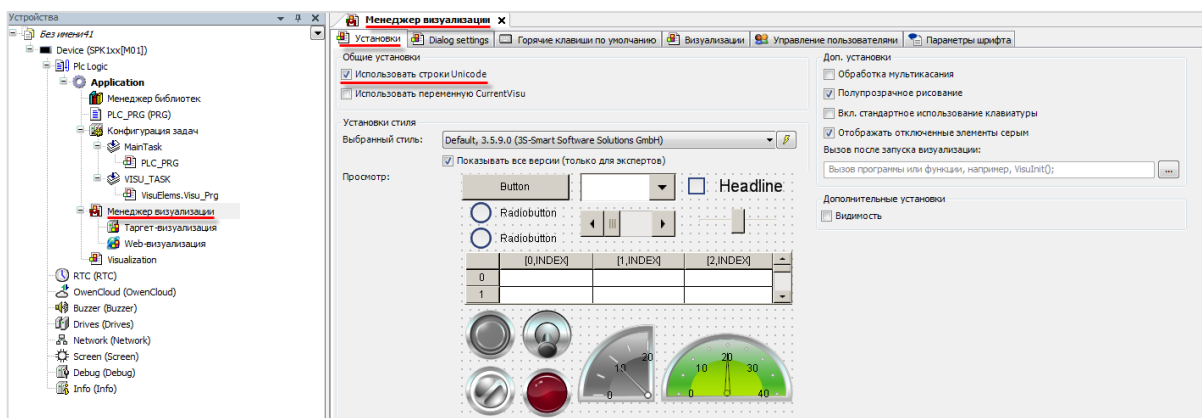 Устройства
Без имени41
Device (SPK1xx[M01])
Plc Logic
Application
Менеджер библиотек
PLC_PRG (PRG)
Конфигурация задач
MainTask
PLC_PRG
VISU_TASK
VisuElems.Visu_Prg
Менеджер визуализации
Таргет-визуализация
Web-визуализация
Visualization
RTC (RTC)
OwenCloud (OwenCloud)
Buzzer (Buzzer)
Drives (Drives)
Network (Network)
Screen (Screen)
Debug (Debug)
Info (Info)
Менеджер визуализации
Установки Dialog settings Горячие клавиши по умолчанию Визуализации Управление пользователями Параметры шрифта
Общие установки
Использовать строки Unicode
Использовать переменную CurrentVisu
Установки стиля
Выбранный стиль: Default, 3.5.9.0 (3S-Smart Software Solutions GmbH)
Показывать все версии (только для экспертов)
Просмотр:
Button Headline
Radiobutton
Radiobutton
[0,INDEX] [1,INDEX] [2,INDEX]
0
1
0 10 20
0 10 20 30 40
Доп. установки
Обработка мультикасания
Полупрозрачное рисование
Вкл. стандартное использование клавиатуры
Отображать отключенные элементы серым
Вызов после запуска визуализации:
Вызов программы или функции, например, VisuInit(); ...
Дополнительные установки
Видимость